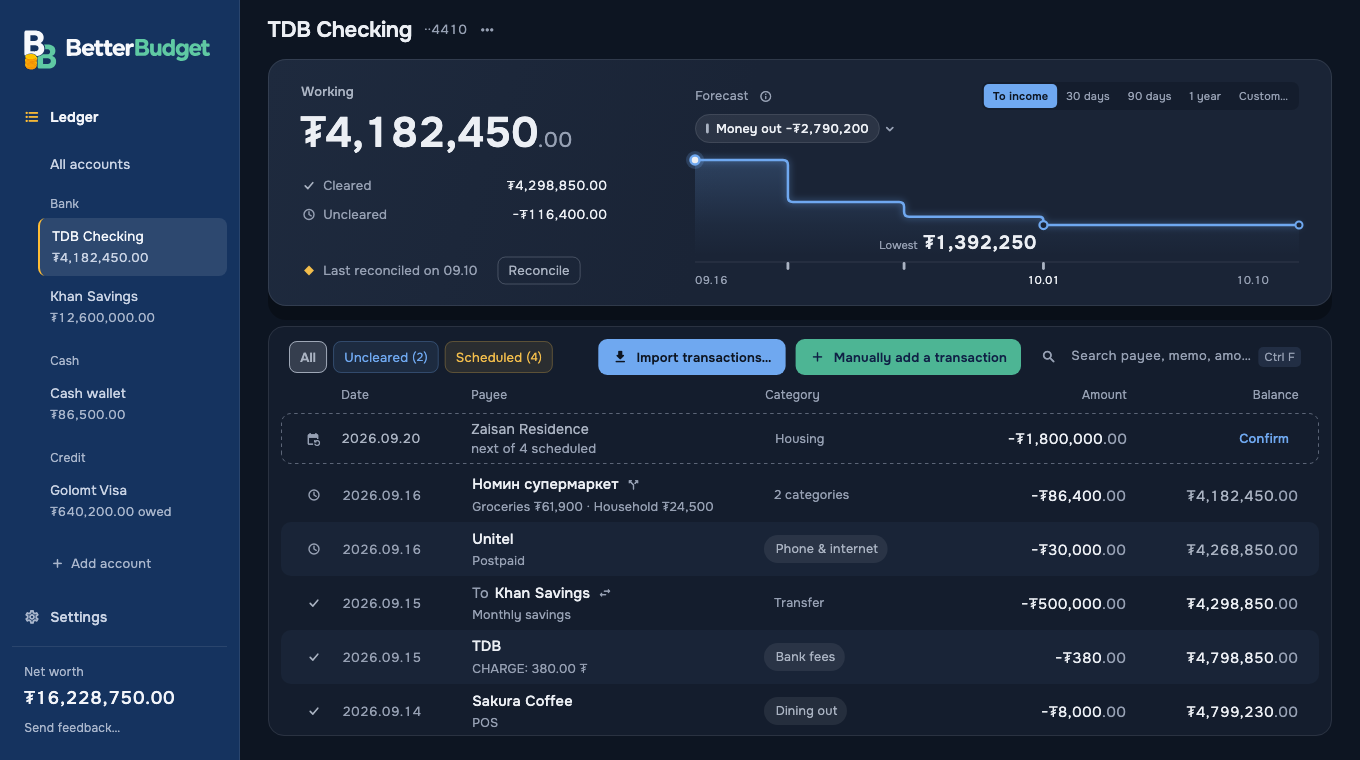 BB BetterBudget
Ledger
All accounts
Bank
TDB Checking
₮4,182,450.00
Khan Savings
₮12,600,000.00
Cash
Cash wallet
₮86,500.00
Credit
Golomt Visa
₮640,200.00 owed
+ Add account
Settings
Net worth
₮16,228,750.00
Send feedback...
TDB Checking ··4410 •••
Working
₮4,182,450.00
Cleared ₮4,298,850.00
Uncleared -₮116,400.00
Last reconciled on 09.10 Reconcile
Forecast To income 30 days 90 days 1 year Custom...
Money out -₮2,790,200
Lowest ₮1,392,250
09.16 10.01 10.10
All Uncleared (2) Scheduled (4) Import transactions... + Manually add a transaction Search payee, memo, amo... Ctrl F
Date Payee Category Amount Balance
2026.09.20 Zaisan Residence Housing -₮1,800,000.00 Confirm
next of 4 scheduled
2026.09.16 Номин супермаркет 2 categories -₮86,400.00 ₮4,182,450.00
Groceries ₮61,900 · Household ₮24,500
2026.09.16 Unitel Phone & internet -₮30,000.00 ₮4,268,850.00
Postpaid
2026.09.15 To Khan Savings Transfer -₮500,000.00 ₮4,298,850.00
Monthly savings
2026.09.15 TDB Bank fees -₮380.00 ₮4,798,850.00
CHARGE: 380.00 ₮
2026.09.14 Sakura Coffee Dining out -₮8,000.00 ₮4,799,230.00
POS